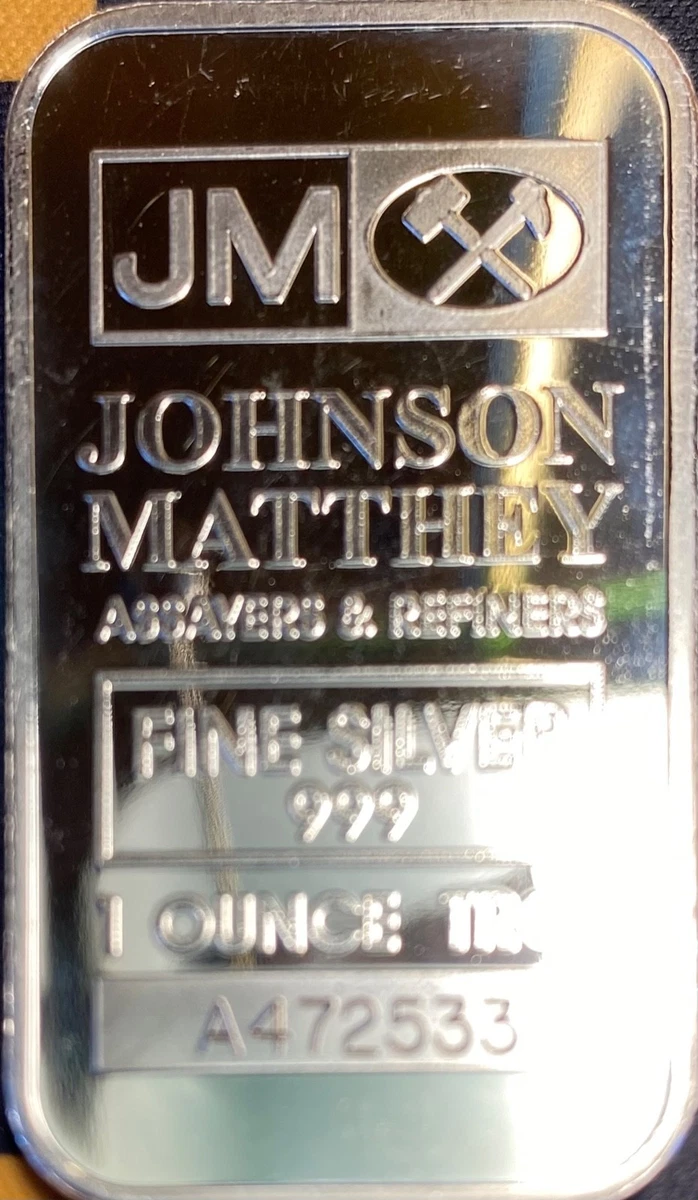 JM
JOHNSON
MATTHEY
ASSAYERS & REFINERS
FINE SILVER
999
1 OUNCE
A472533